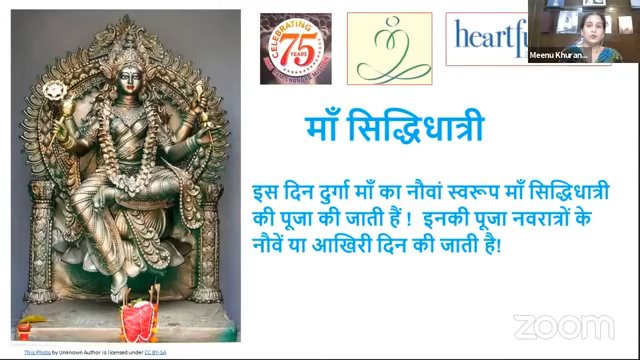 CELEBRATING
75
YEARS
heartfu
Meenu Khuran...
माँ सिद्धिधात्री
इस दिन दुर्गा माँ का नौवां स्वरूप माँ सिद्धिधात्री
की पूजा की जाती हैं ! इनकी पूजा नवरात्रों के
नौवें या आखिरी दिन की जाती है!
zoom
This Photo by Unknown Author is licensed under CC BY-SA